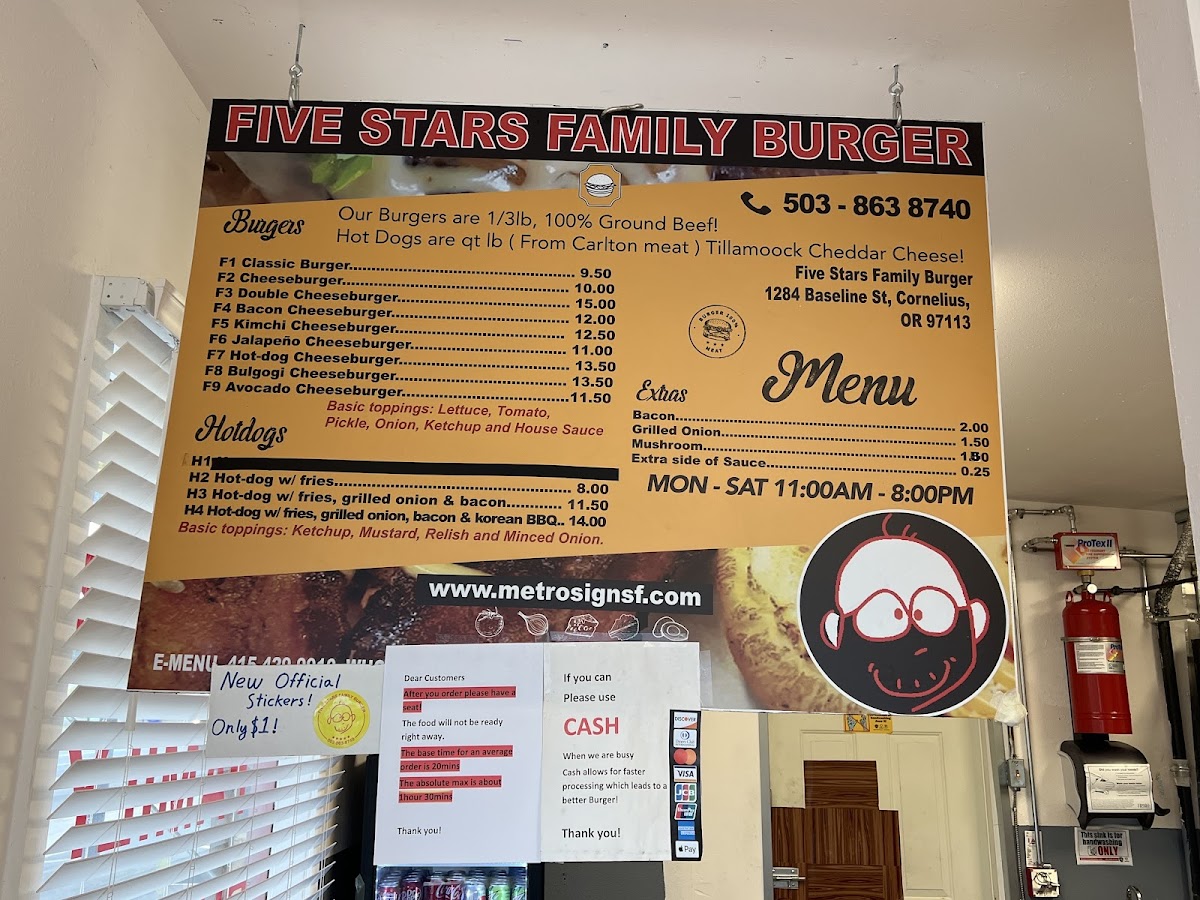 FIVE STARS FAMILY BURGER
503 - 863 8740
Burgers
Our Burgers are 1/3lb, 100% Ground Beef!
Hot Dogs are qt lb ( From Carlton meat ) Tillamoock Cheddar Cheese!
Five Stars Family Burger
1284 Baseline St, Cornelius,
OR 97113
F1 Classic Burger 9.50
F2 Cheeseburger 10.00
F3 Double Cheeseburger 15.00
F4 Bacon Cheeseburger 12.00
F5 Kimchi Cheeseburger 12.50
F6 Jalapeño Cheeseburger 11.00
F7 Hot-dog Cheeseburger 13.50
F8 Bulgogi Cheeseburger 13.50
F9 Avocado Cheeseburger 11.50
Basic toppings: Lettuce, Tomato,
Pickle, Onion, Ketchup and House Sauce
MEAT
Menu
Extras
Bacon 2.00
Grilled Onion 1.50
Mushroom 1.50
Extra side of Sauce 0.25
MON - SAT 11:00AM - 8:00PM
Hotdogs
H1
H2 Hot-dog w/ fries 8.00
H3 Hot-dog w/ fries, grilled onion & bacon 11.50
H4 Hot-dog w/ fries, grilled onion, bacon & korean BBQ.. 14.00
Basic toppings: Ketchup, Mustard, Relish and Minced Onion.
www.metrosignsf.com
E-MENU
New Official
Stickers!
Only $1!
Dear Customers
After you order please have a
seat!
The food will not be ready
right away.
The base time for an average
order is 20mins
The absolute max is about
1hour 30mins
Thank you!
If you can
Please use
CASH
When we are busy
Cash allows for faster
processing which leads to a
better Burger!
Thank you!
DISCOVER
VISA
JCB
Pay
ProTex II
This sink is for
handwashing
ONLY